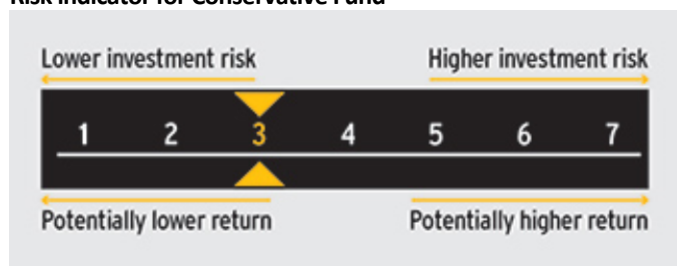 Risk indicator for Conservative Fund
Lower investment risk Higher investment risk
1 2 3 4 5 6 7
Potentially lower return Potentially higher return